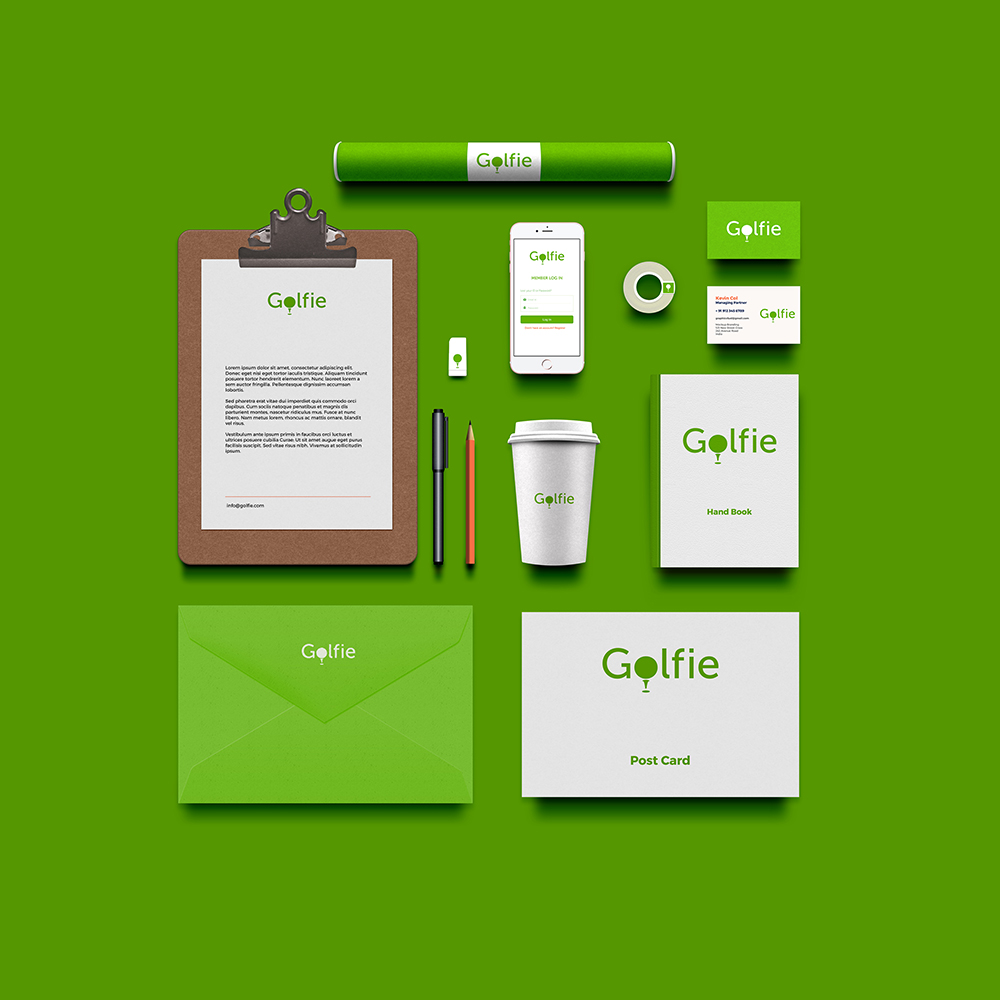 Golfie
Golfie
Golfie
MEMBER LOG IN
Golfie
Lorem ipsum dolor sit amet, consectetur adipiscing elit.
Donec eget nisl eget turpis iaculis tristique. Aliquam tincidunt
posuere tortor hendrerit elementum. Nunc laoreet lorem a
sem auctor fringilla. Pellentesque dignissim accumsan
lobortis.
Sed pharetra erat vitae dui imperdiet quis commodo orci
dapibus. Cum sociis natoque penatibus et magnis dis
parturient montes, nascetur ridiculus mus. Fusce at nunc
libero. Nam metus lorem, rhoncus ac mattis ornare, blandit
vel risus.
Vestibulum ante ipsum primis in faucibus orci luctus et
ultrices posuere cubilia Curae; Ut sit amet augue eget purus
facilisis suscipit. Sed vitae risus nibh. Vivamus at sollicitudin
ipsum.
info@golfie.com
Managing Partner
Golfie
Golfie
Hand Book
Golfie
Golfie
Golfie
Post Card